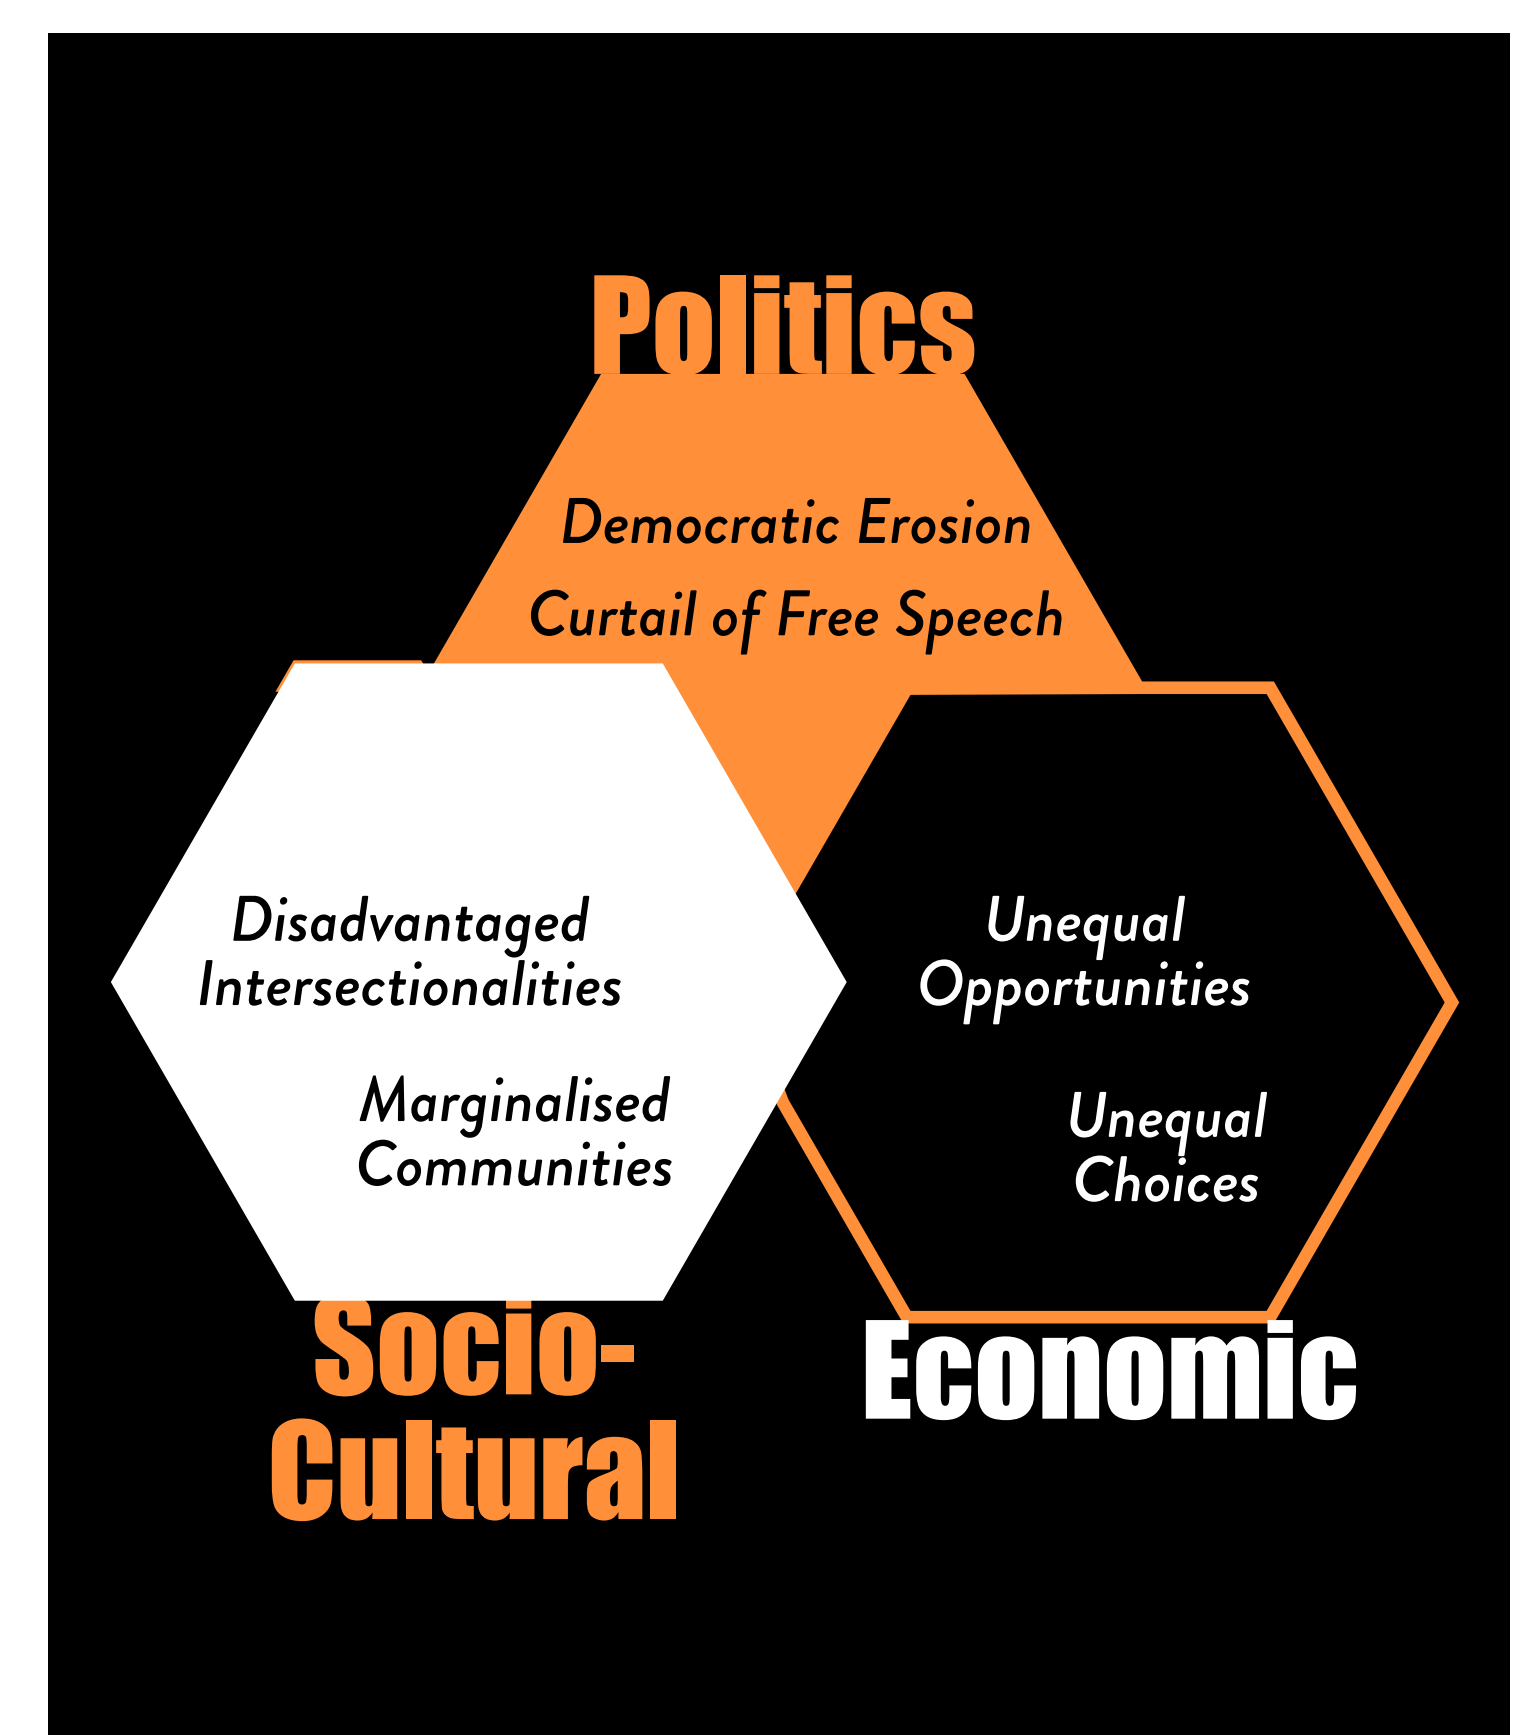 Politics
Democratic Erosion
Curtail of Free Speech
Disadvantaged
Intersectionalities
Marginalised
Communities
Socio-
Cultural
Unequal
Opportunities
Unequal
Choices
Economic